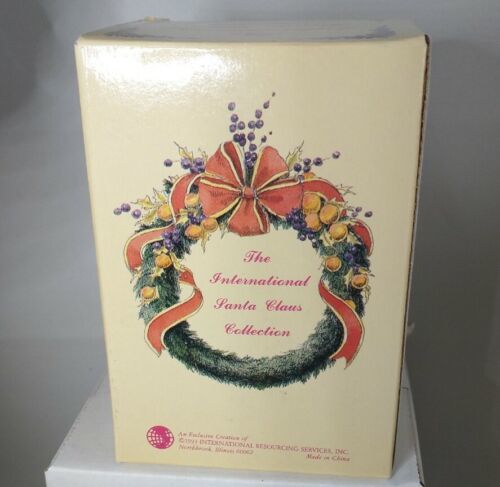 The
International
Santa Claus
Collection
An Exclusive Creation of
INTERNATIONAL RESOURCING SERVICES, INC.
Northbrook, Illinois 60062
Made in China